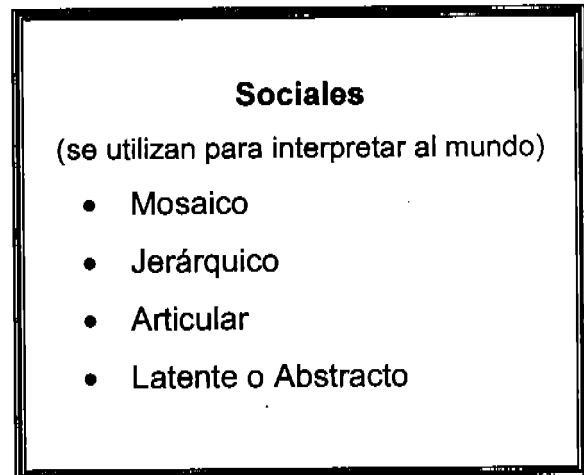 Sociales
(se utilizan para interpretar al mundo)
• Mosaico
• Jerárquico
• Articular
• Latente o Abstracto